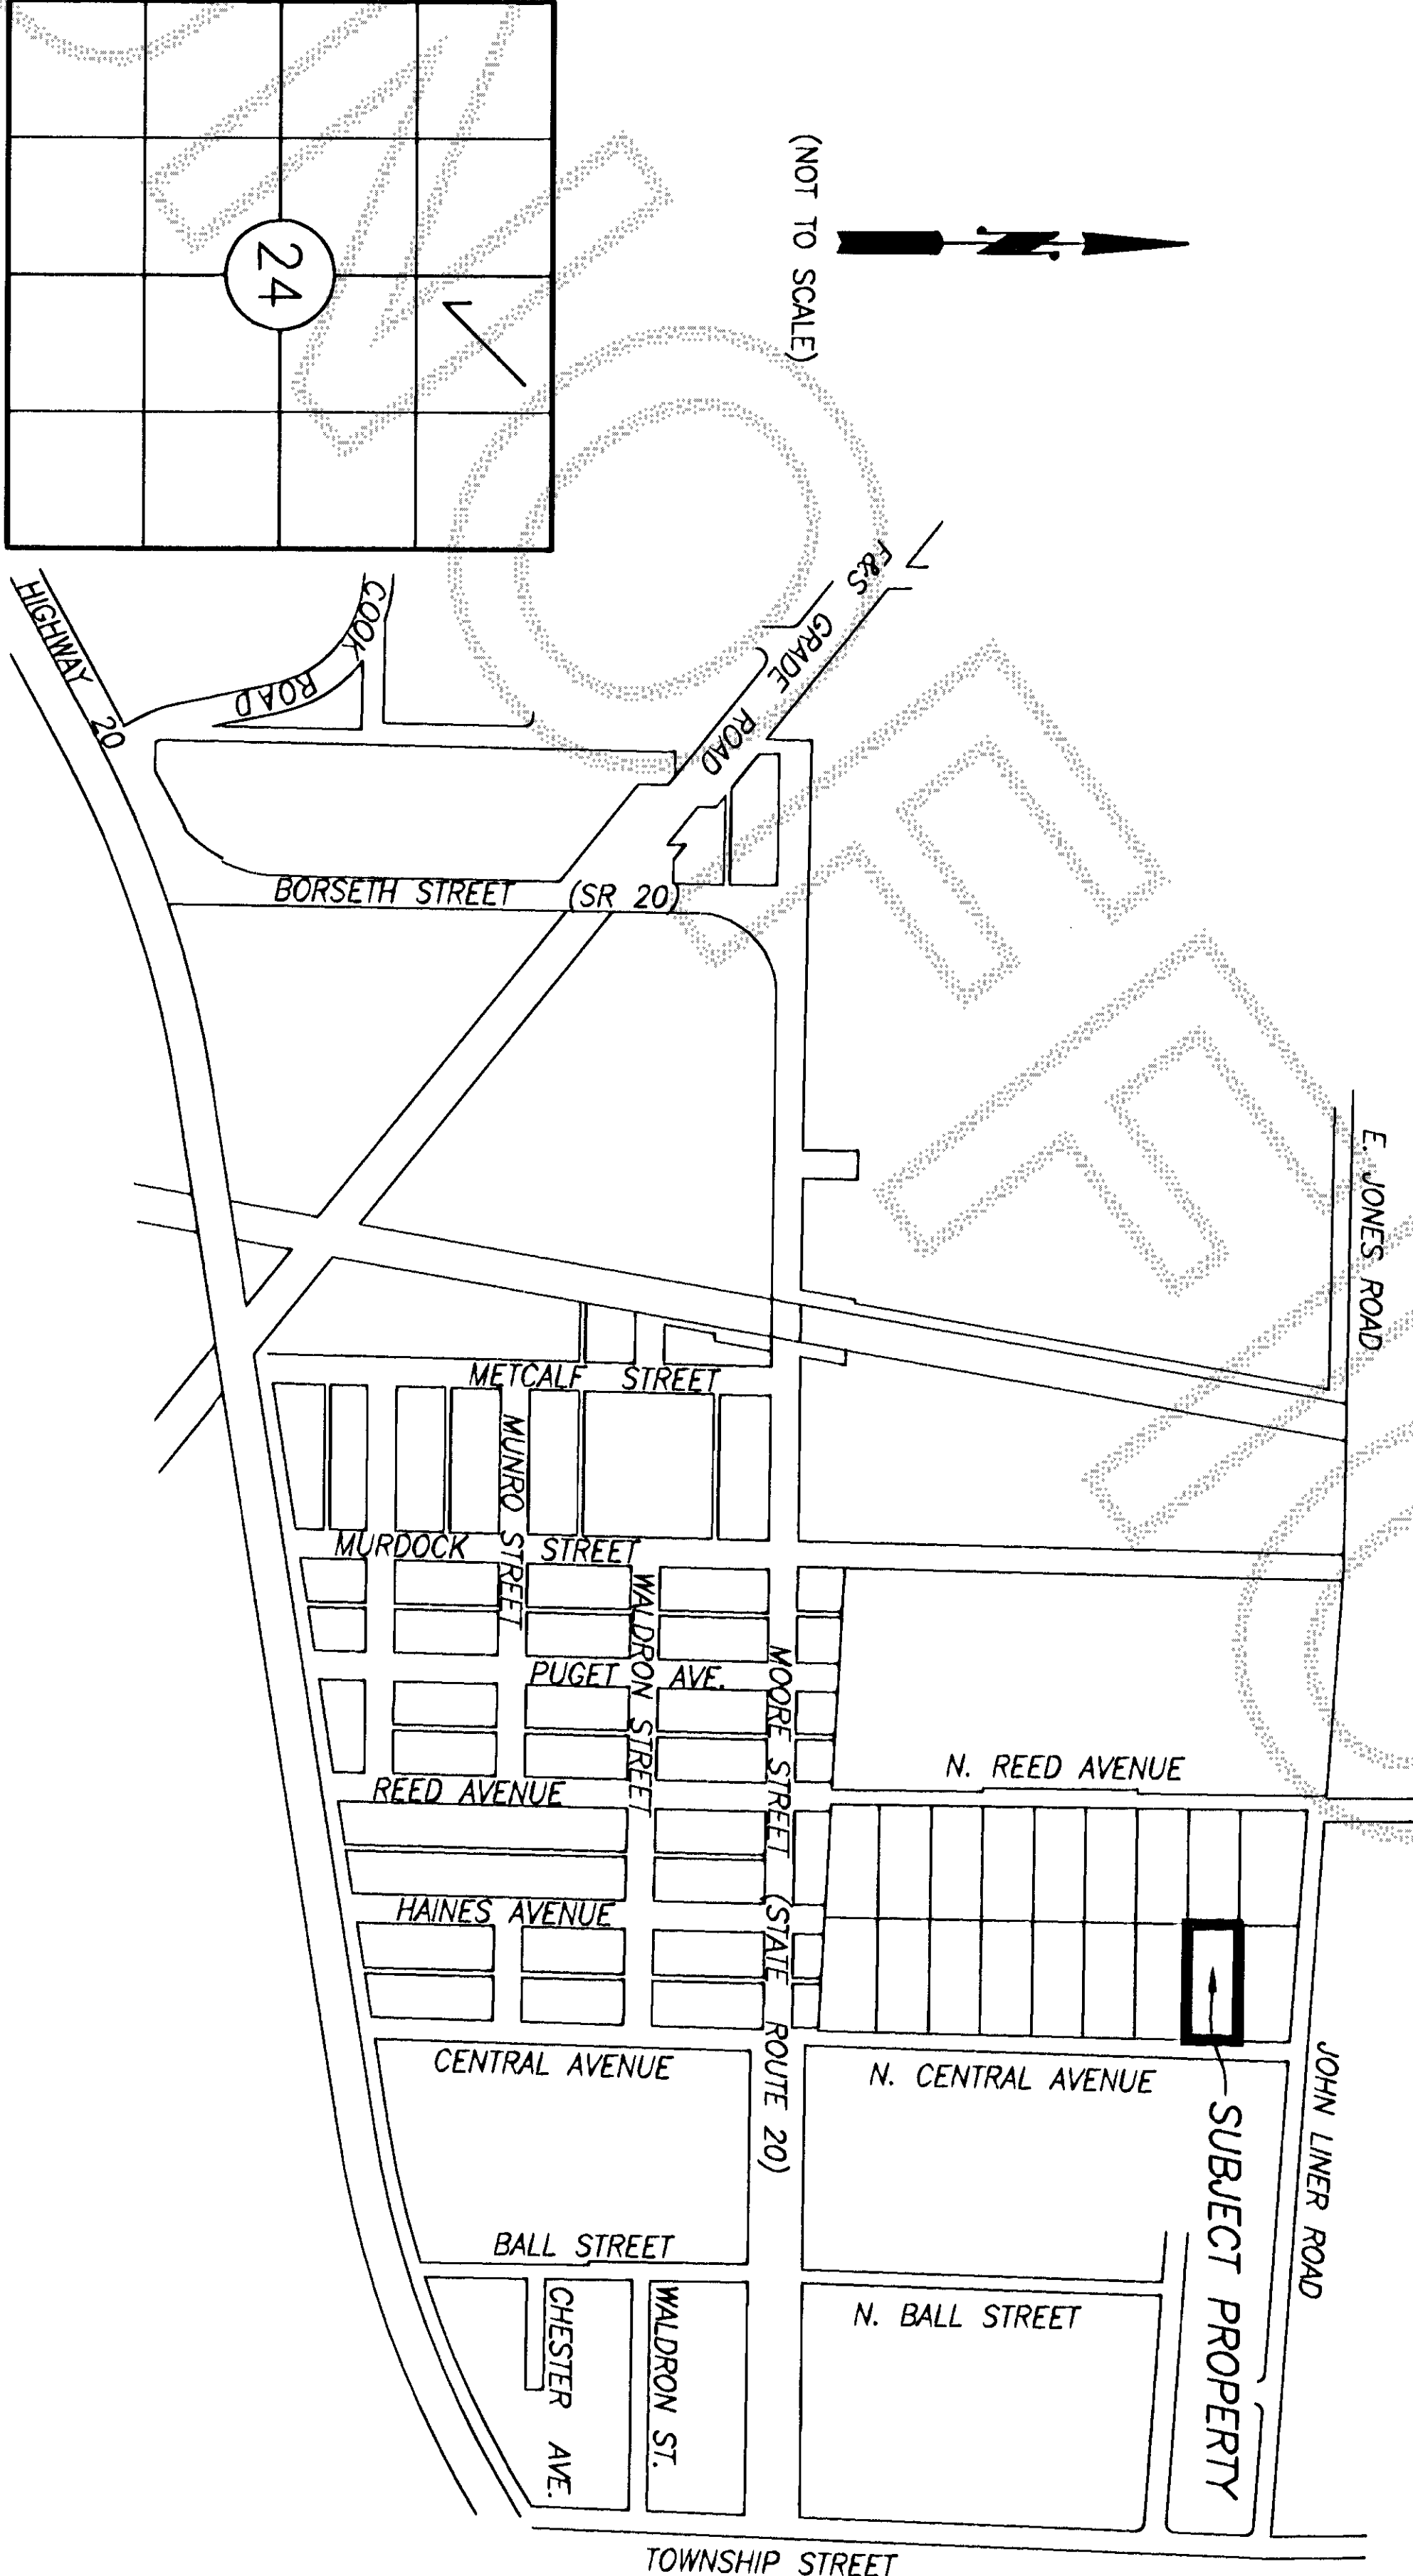 (NOT TO SCALE)
24
F&S GRADE ROAD
COOK ROAD
HIGHWAY 20
BORSETH STREET (SR 20)
E. JONES ROAD
METCALF STREET
MUNRO STREET
MURDOCK STREET
WALDRON STREET
PUGET AVE.
MOORE STREET (STATE ROUTE 20)
N. REED AVENUE
REED AVENUE
HAINES AVENUE
CENTRAL AVENUE
N. CENTRAL AVENUE
JOHN LINER ROAD
SUBJECT PROPERTY
BALL STREET
N. BALL STREET
WALDRON ST.
CHESTER AVE.
TOWNSHIP STREET